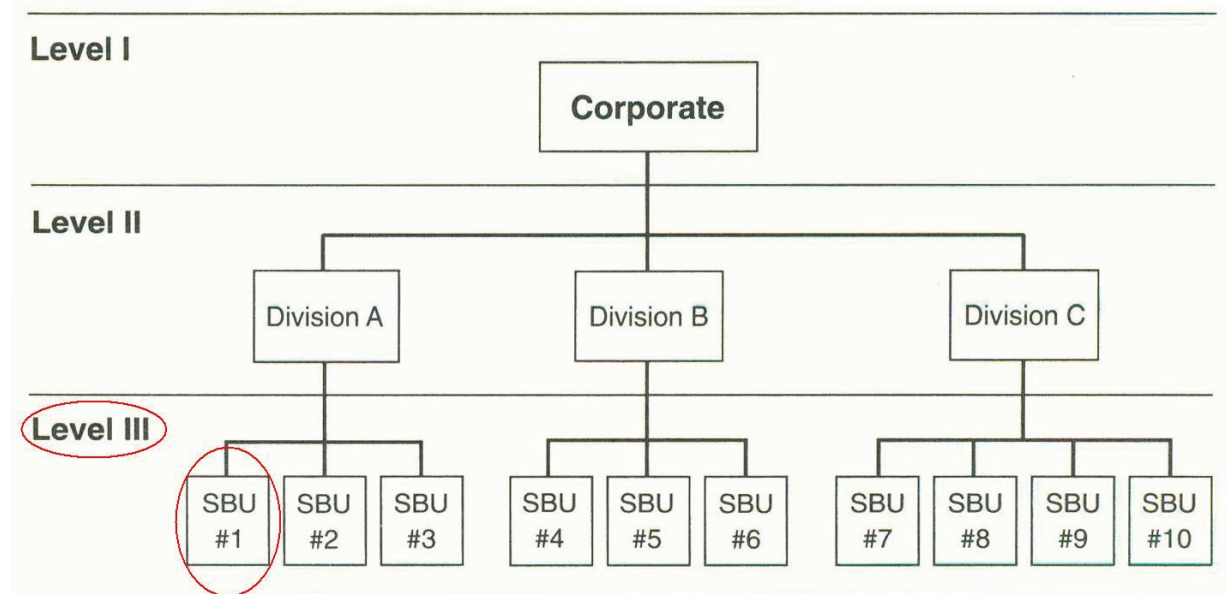 Level I
Corporate
Level II
Division A
Division B
Division C
Level III
SBU
#1
SBU
#2
SBU
#3
SBU
#4
SBU
#5
SBU
#6
SBU
#7
SBU
#8
SBU
#9
SBU
#10